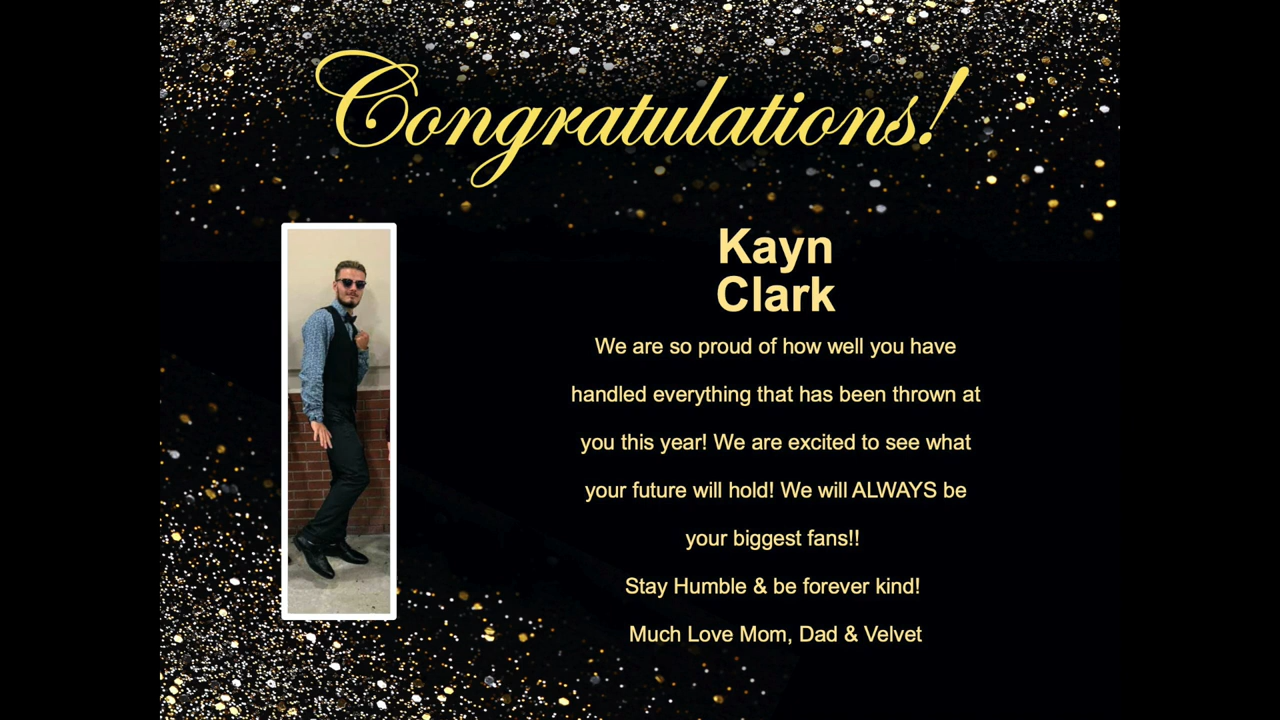 Congratulations!
Kayn
Clark
We are so proud of how well you have
handled everything that has been thrown at
you this year! We are excited to see what
your future will hold! We will ALWAYS be
your biggest fans!!
Stay Humble & be forever kind!
Much Love Mom, Dad & Velvet